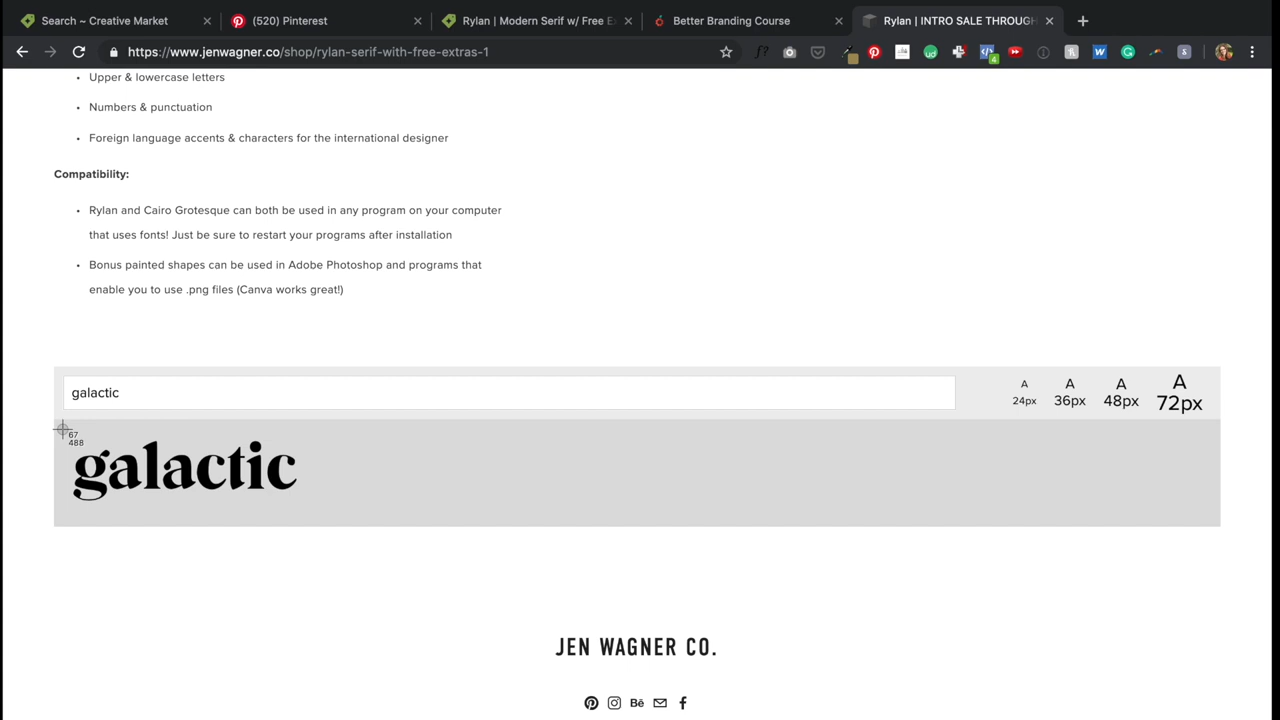 Search ~ Creative Market
(520) Pinterest
Rylan | Modern Serif w/ Free E
Better Branding Course
Rylan | INTRO SALE THROUGH
https://www.jenwagner.co/shop/rylan-serif-with-free-extras-1
Upper & lowercase letters
Numbers & punctuation
Foreign language accents & characters for the international designer
Compatibility:
Rylan and Cairo Grotesque can both be used in any program on your computer
that uses fonts! Just be sure to restart your programs after installation
Bonus painted shapes can be used in Adobe Photoshop and programs that
enable you to use .png files (Canva works great!)
galactic
A A A A
24px 36px 48px 72px
67
488
galactic
JEN WAGNER CO.